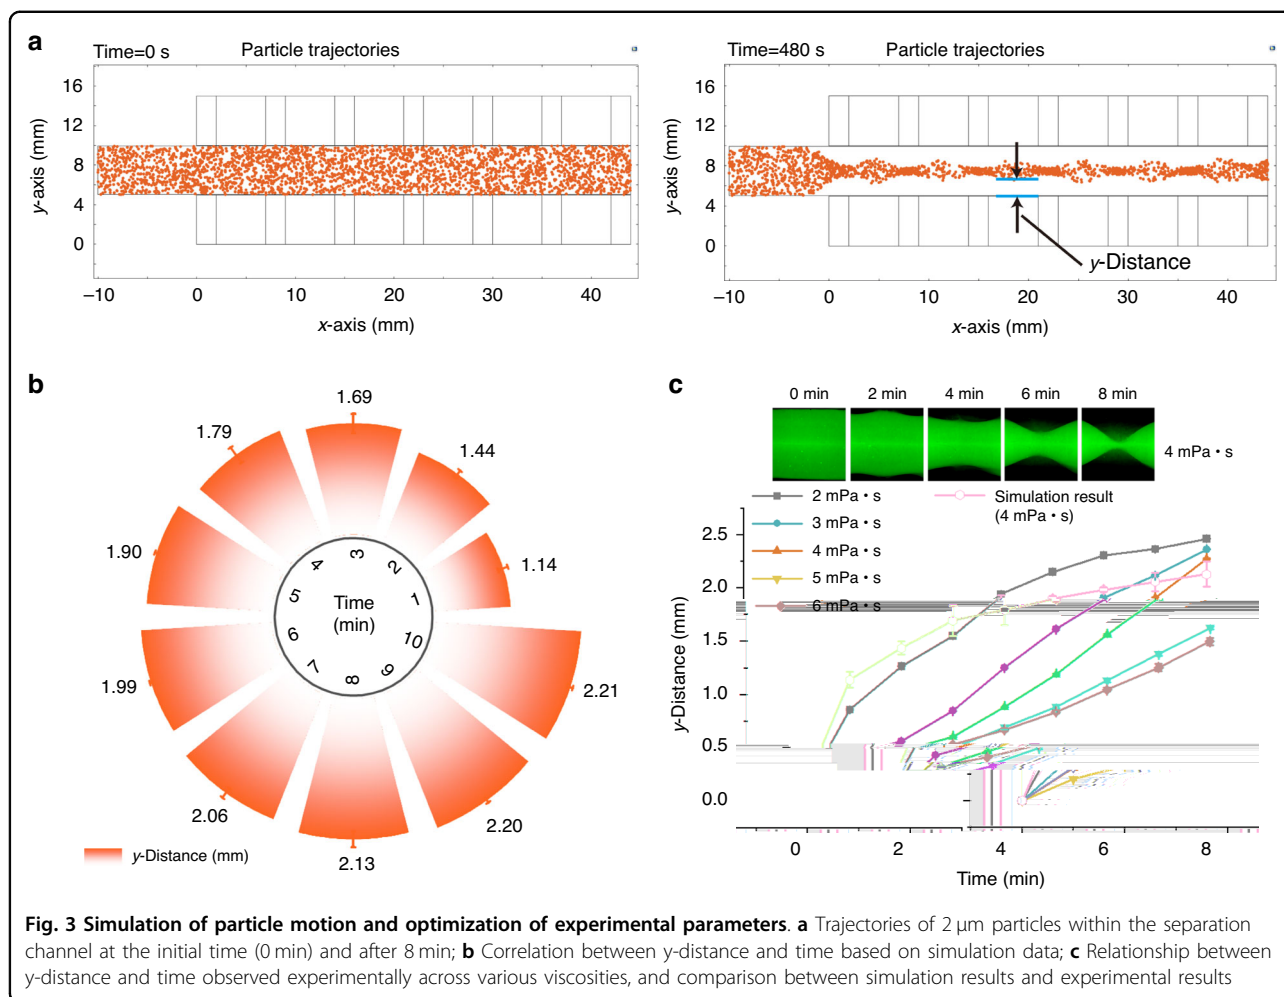 a
Time=0 s Particle trajectories
16
12
8
4
0
y-axis (mm)
–10 0 10 20 30 40
x-axis (mm)
Time=480 s Particle trajectories
16
12
8
4
0
y-axis (mm)
y-Distance
–10 0 10 20 30 40
x-axis (mm)
b
1.69
1.44
1.14
2.21
2.20
2.13
2.06
1.99
1.90
1.79
1
2
3
4
5
6
7
8
9
10
Time
(min)
y-Distance (mm)
c
0 min 2 min 4 min 6 min 8 min
4 mPa • s
2 mPa • s
3 mPa • s
4 mPa • s
5 mPa • s
6 mPa • s
Simulation result
(4 mPa • s)
2.5
2.0
1.5
1.0
0.5
0.0
y-Distance (mm)
0 2 4 6 8
Time (min)
Fig. 3 Simulation of particle motion and optimization of experimental parameters. a Trajectories of 2 µm particles within the separation
channel at the initial time (0 min) and after 8 min; b Correlation between y-distance and time based on simulation data; c Relationship between
y-distance and time observed experimentally across various viscosities, and comparison between simulation results and experimental results